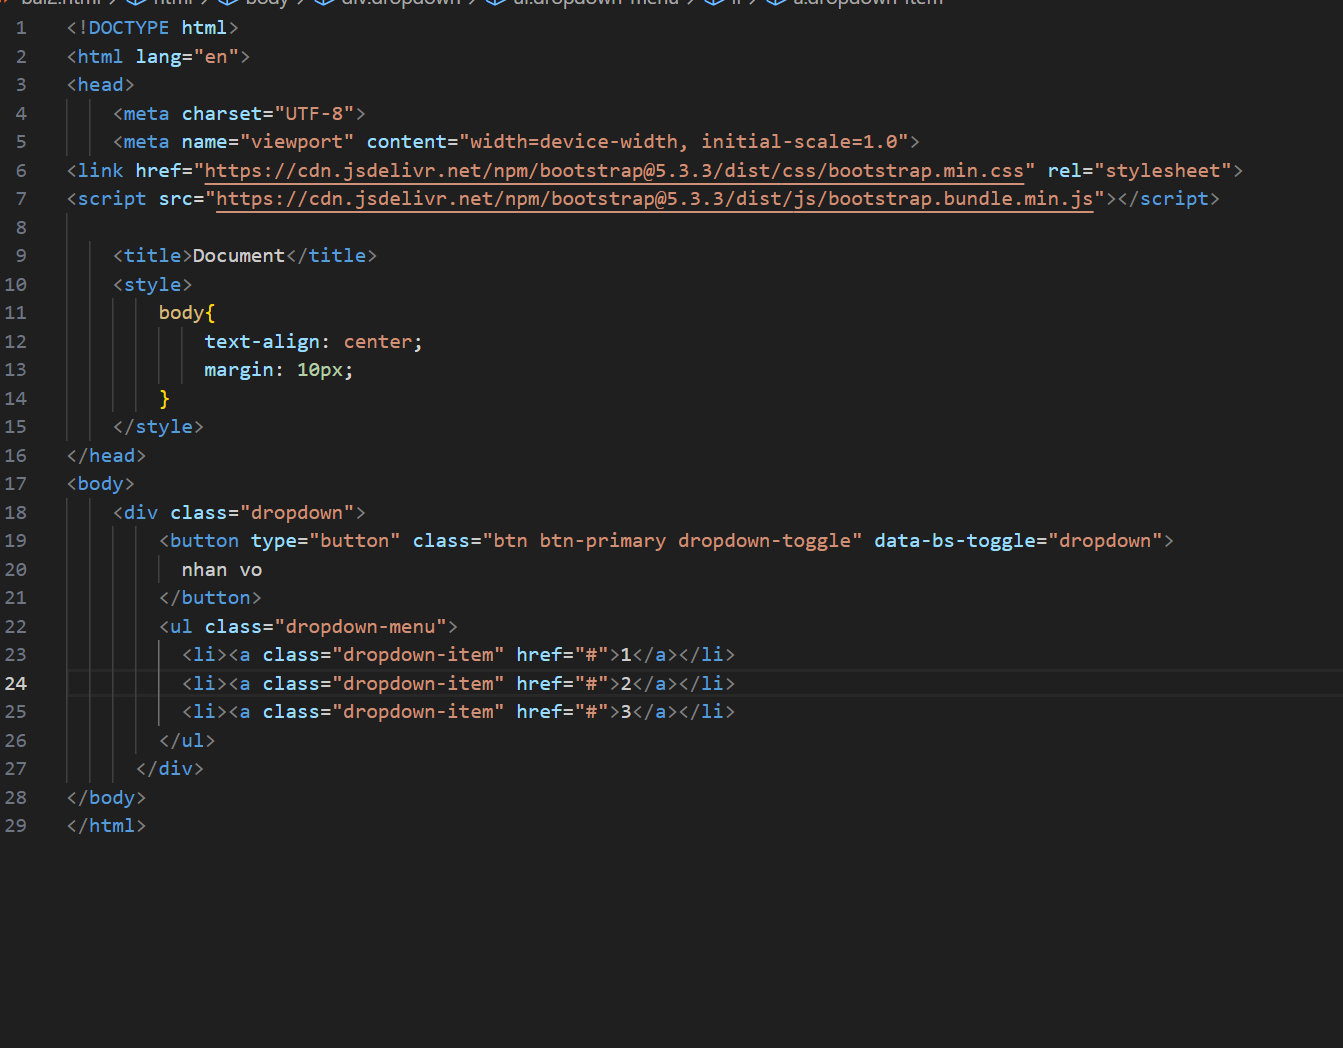 bai2.html > html > body > div.dropdown > ul.dropdown-menu > li > a.dropdown-item
1 <!DOCTYPE html>
2 <html lang="en">
3 <head>
4 <meta charset="UTF-8">
5 <meta name="viewport" content="width=device-width, initial-scale=1.0">
6 <link href="https://cdn.jsdelivr.net/npm/bootstrap@5.3.3/dist/css/bootstrap.min.css" rel="stylesheet">
7 <script src="https://cdn.jsdelivr.net/npm/bootstrap@5.3.3/dist/js/bootstrap.bundle.min.js"></script>
8
9 <title>Document</title>
10 <style>
11 body{
12 text-align: center;
13 margin: 10px;
14 }
15 </style>
16 </head>
17 <body>
18 <div class="dropdown">
19 <button type="button" class="btn btn-primary dropdown-toggle" data-bs-toggle="dropdown">
20 nhan vo
21 </button>
22 <ul class="dropdown-menu">
23 <li><a class="dropdown-item" href="#">1</a></li>
24 <li><a class="dropdown-item" href="#">2</a></li>
25 <li><a class="dropdown-item" href="#">3</a></li>
26 </ul>
27 </div>
28 </body>
29 </html>